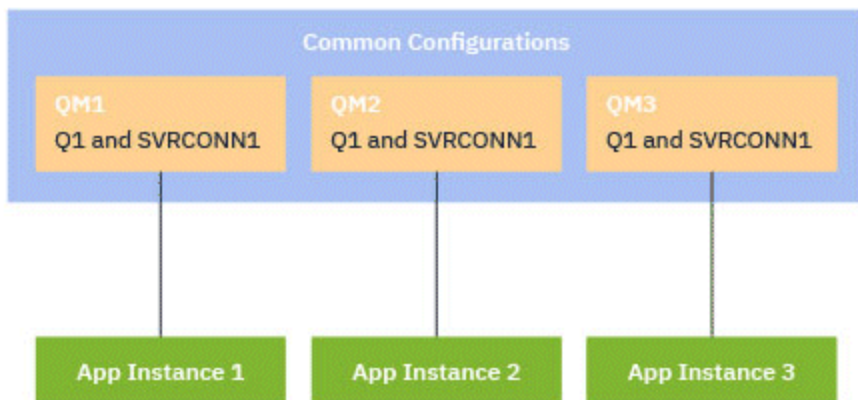 Common Configurations
QM1
Q1 and SVRCONN1
QM2
Q1 and SVRCONN1
QM3
Q1 and SVRCONN1
App Instance 1
App Instance 2
App Instance 3